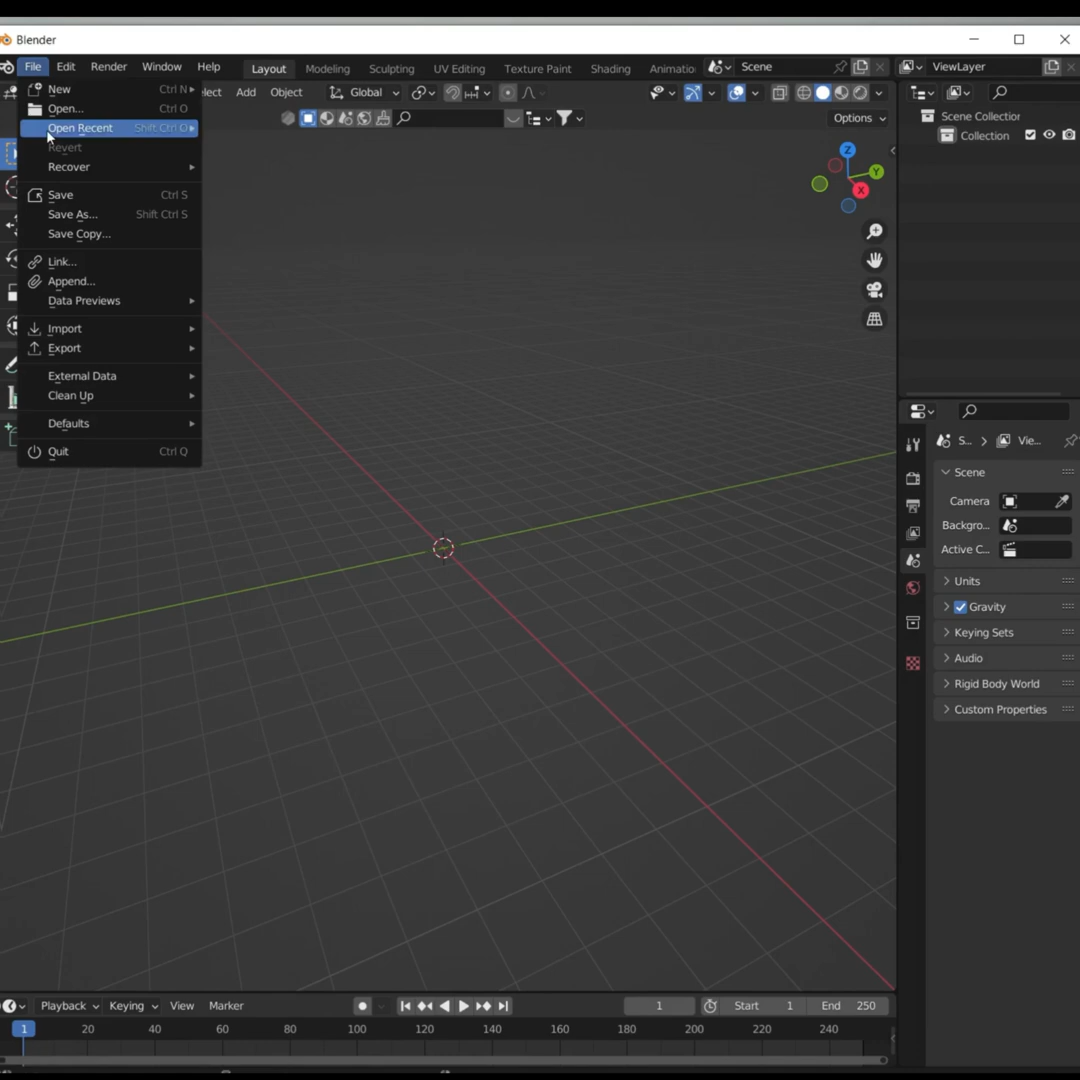 Blender
File Edit Render Window Help Layout Modeling Sculpting UV Editing Texture Paint Shading Animatio Scene ViewLayer
New Ctrl N
Open... Ctrl O
Open Recent Shift Ctrl O
Revert
Recover
Save Ctrl S
Save As... Shift Ctrl S
Save Copy...
Link...
Append...
Data Previews
Import
Export
External Data
Clean Up
Defaults
Quit Ctrl Q
lect Add Object Global
Options
Z
Y
X
Scene Collection
Collection
S... Vie...
Scene
Camera
Backgro...
Active C...
Units
Gravity
Keying Sets
Audio
Rigid Body World
Custom Properties
Playback Keying View Marker 1 Start 1 End 250
1 20 40 60 80 100 120 140 160 180 200 220 240